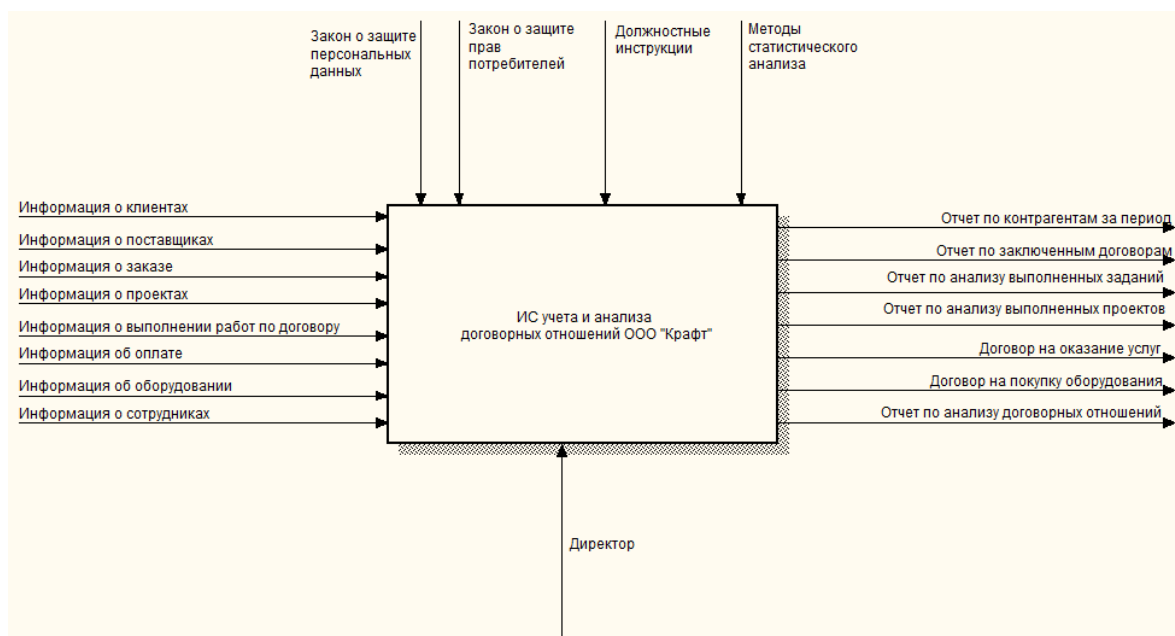 Закон о защите
персональных
данных
Закон о защите
прав
потребителей
Должностные
инструкции
Методы
статистического
анализа
Информация о клиентах
Информация о поставщиках
Информация о заказе
Информация о проектах
Информация о выполнении работ по договору
Информация об оплате
Информация об оборудовании
Информация о сотрудниках
ИС учета и анализа
договорных отношений ООО "Крафт"
Отчет по контрагентам за период
Отчет по заключенным договорам
Отчет по анализу выполненных заданий
Отчет по анализу выполненных проектов
Договор на оказание услуг
Договор на покупку оборудования
Отчет по анализу договорных отношений
Директор